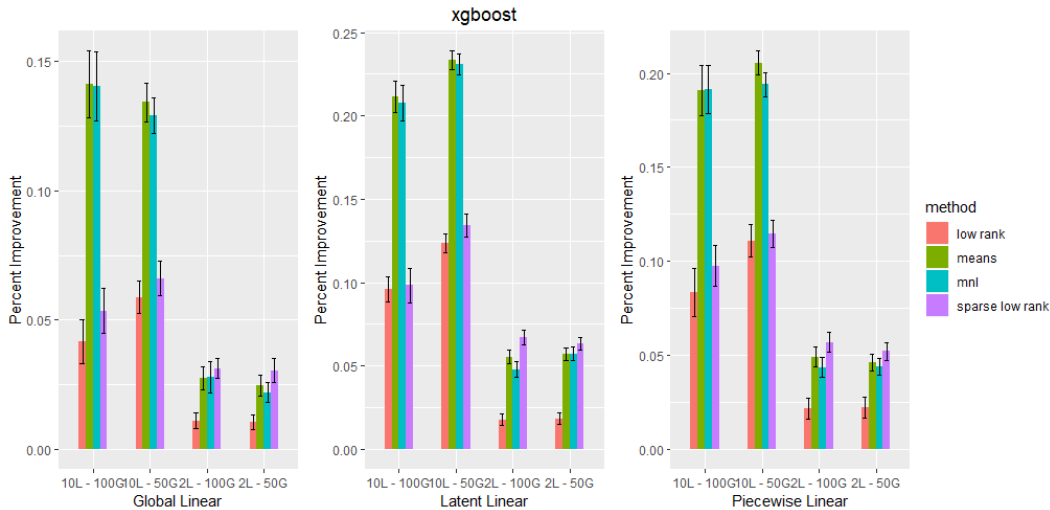 xgboost
Percent Improvement
0.15
0.10
0.05
0.00
10L - 100G 10L - 50G 2L - 100G 2L - 50G
Global Linear
Percent Improvement
0.25
0.20
0.15
0.10
0.05
0.00
10L - 100G 10L - 50G 2L - 100G 2L - 50G
Latent Linear
Percent Improvement
0.20
0.15
0.10
0.05
0.00
10L - 100G 10L - 50G 2L - 100G 2L - 50G
Piecewise Linear
method
low rank
means
mnl
sparse low rank